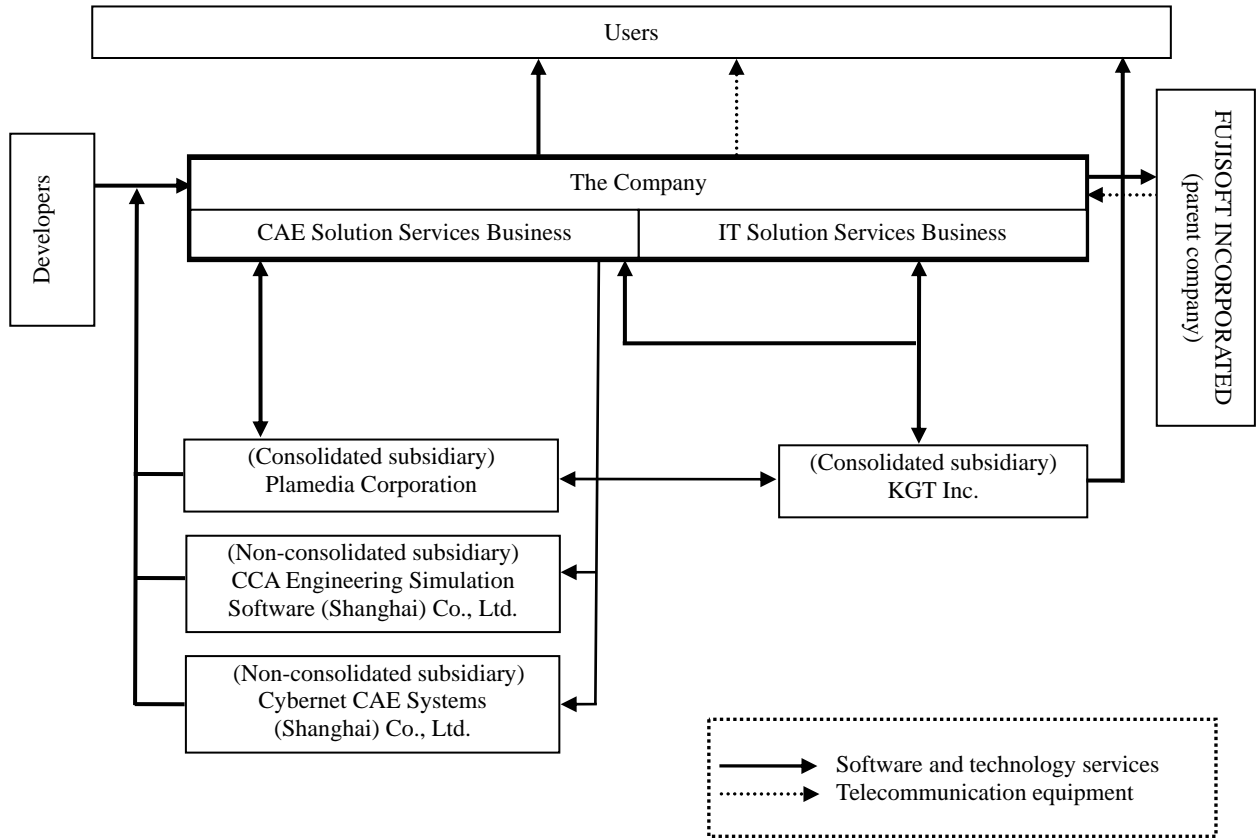 Users
FUJISOFT INCORPORATED
(parent company)
Developers
The Company
CAE Solution Services Business
IT Solution Services Business
(Consolidated subsidiary)
Plamedia Corporation
(Consolidated subsidiary)
KGT Inc.
(Non-consolidated subsidiary)
CCA Engineering Simulation
Software (Shanghai) Co., Ltd.
(Non-consolidated subsidiary)
Cybernet CAE Systems
(Shanghai) Co., Ltd.
Software and technology services
Telecommunication equipment